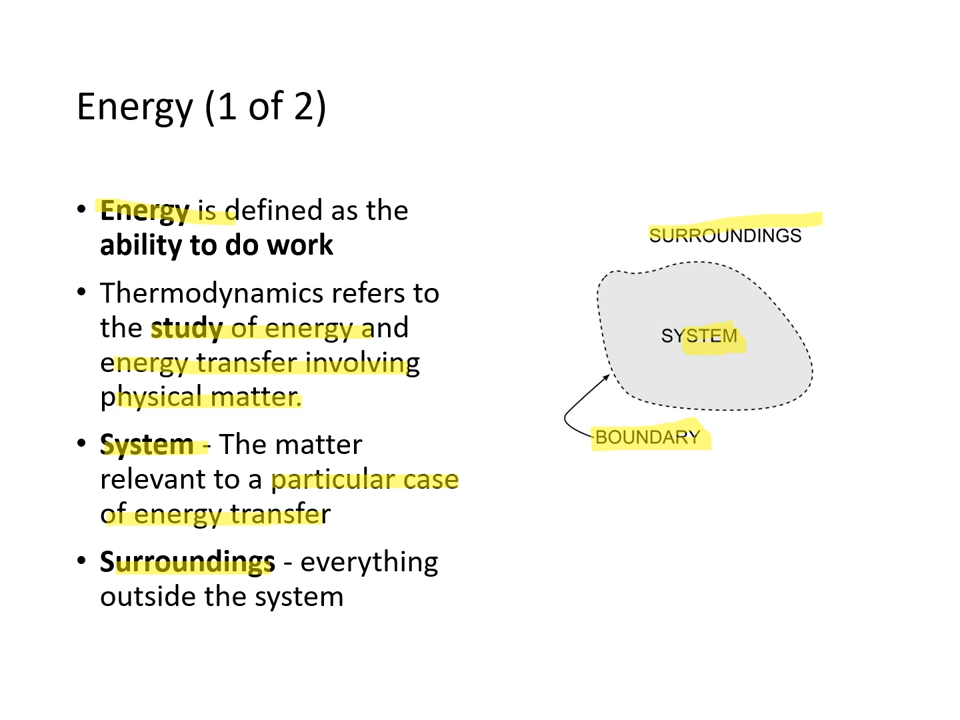 Energy (1 of 2)
• Energy is defined as the
ability to do work
• Thermodynamics refers to
the study of energy and
energy transfer involving
physical matter.
• System - The matter
relevant to a particular case
of energy transfer
• Surroundings - everything
outside the system
SURROUNDINGS
SYSTEM
BOUNDARY